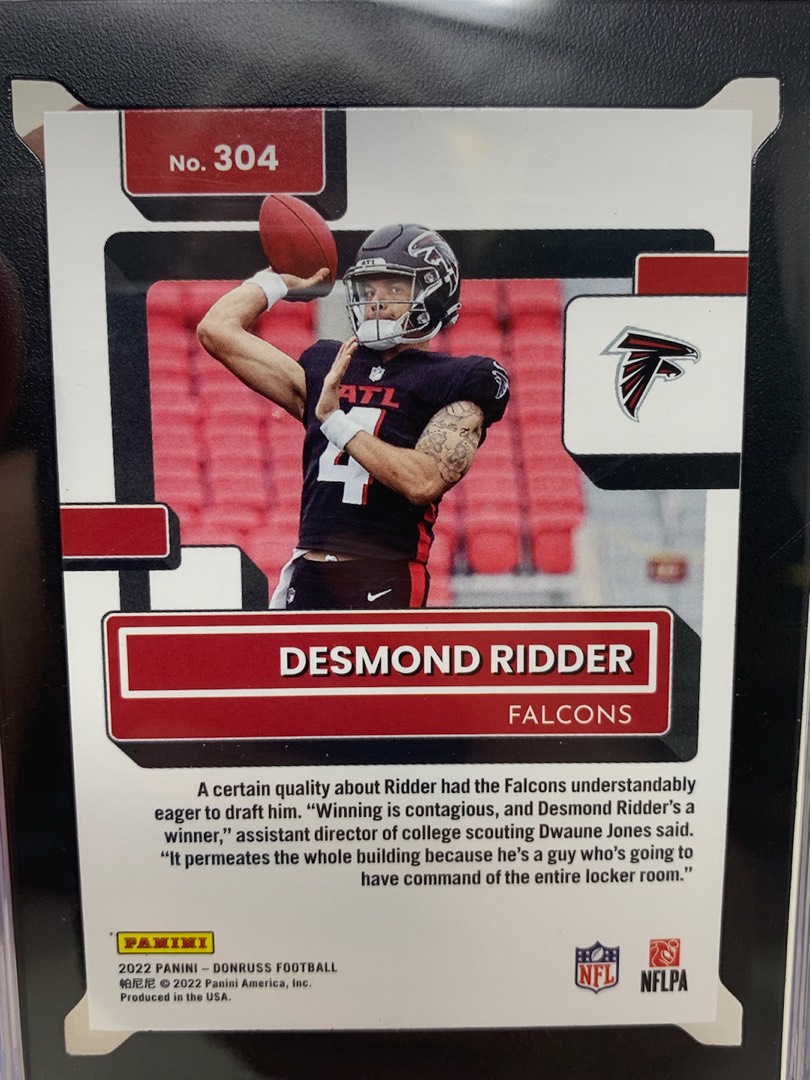 No. 304
ATL
ATL
4
DESMOND RIDDER
FALCONS
A certain quality about Ridder had the Falcons understandably
eager to draft him. “Winning is contagious, and Desmond Ridder’s a
winner,” assistant director of college scouting Dwaune Jones said.
“It permeates the whole building because he’s a guy who’s going to
have command of the entire locker room.”
PANINI
2022 PANINI – DONRUSS FOOTBALL
帕尼尼 © 2022 Panini America, Inc.
Produced in the USA.
NFL
NFLPA